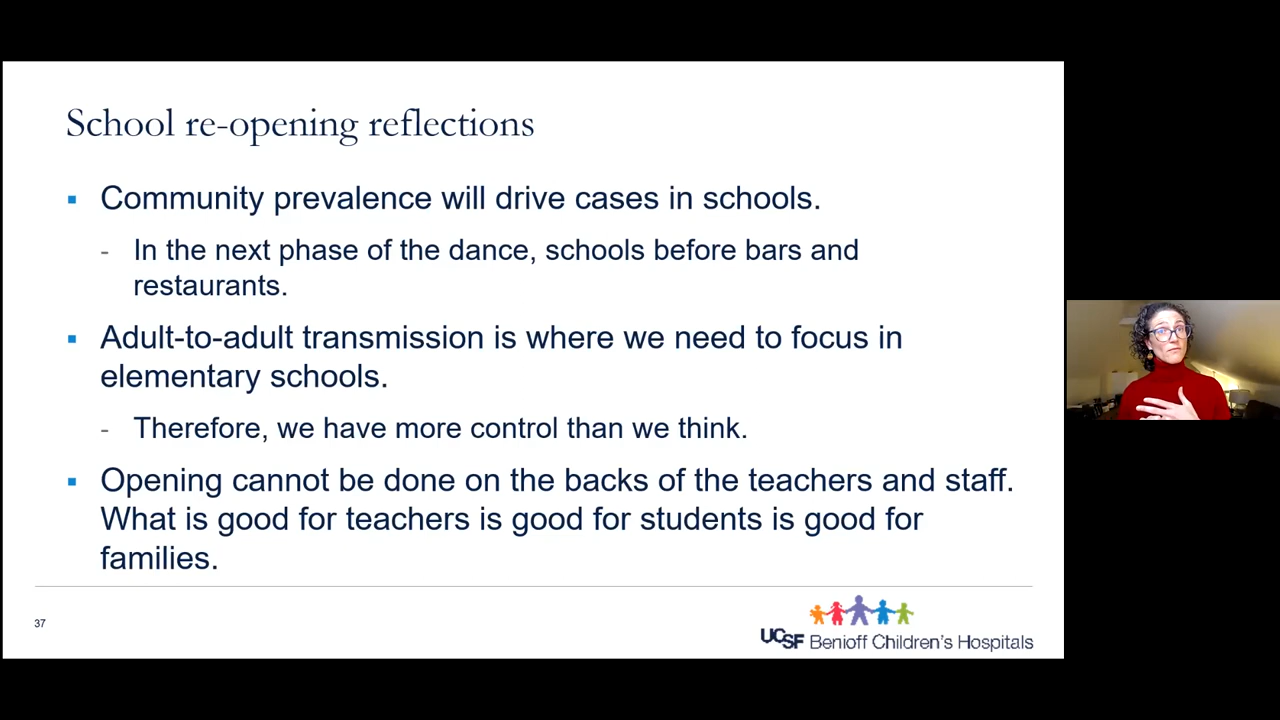 School re-opening reflections
▪ Community prevalence will drive cases in schools.
- In the next phase of the dance, schools before bars and
restaurants.
▪ Adult-to-adult transmission is where we need to focus in
elementary schools.
- Therefore, we have more control than we think.
▪ Opening cannot be done on the backs of the teachers and staff.
What is good for teachers is good for students is good for
families.
37
UCSF Benioff Children's Hospitals